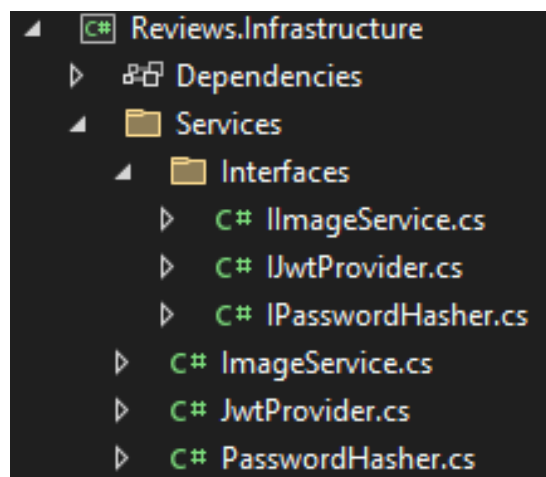 C# Reviews.Infrastructure
Dependencies
Services
Interfaces
C# IImageService.cs
C# IJwtProvider.cs
C# IPasswordHasher.cs
C# ImageService.cs
C# JwtProvider.cs
C# PasswordHasher.cs